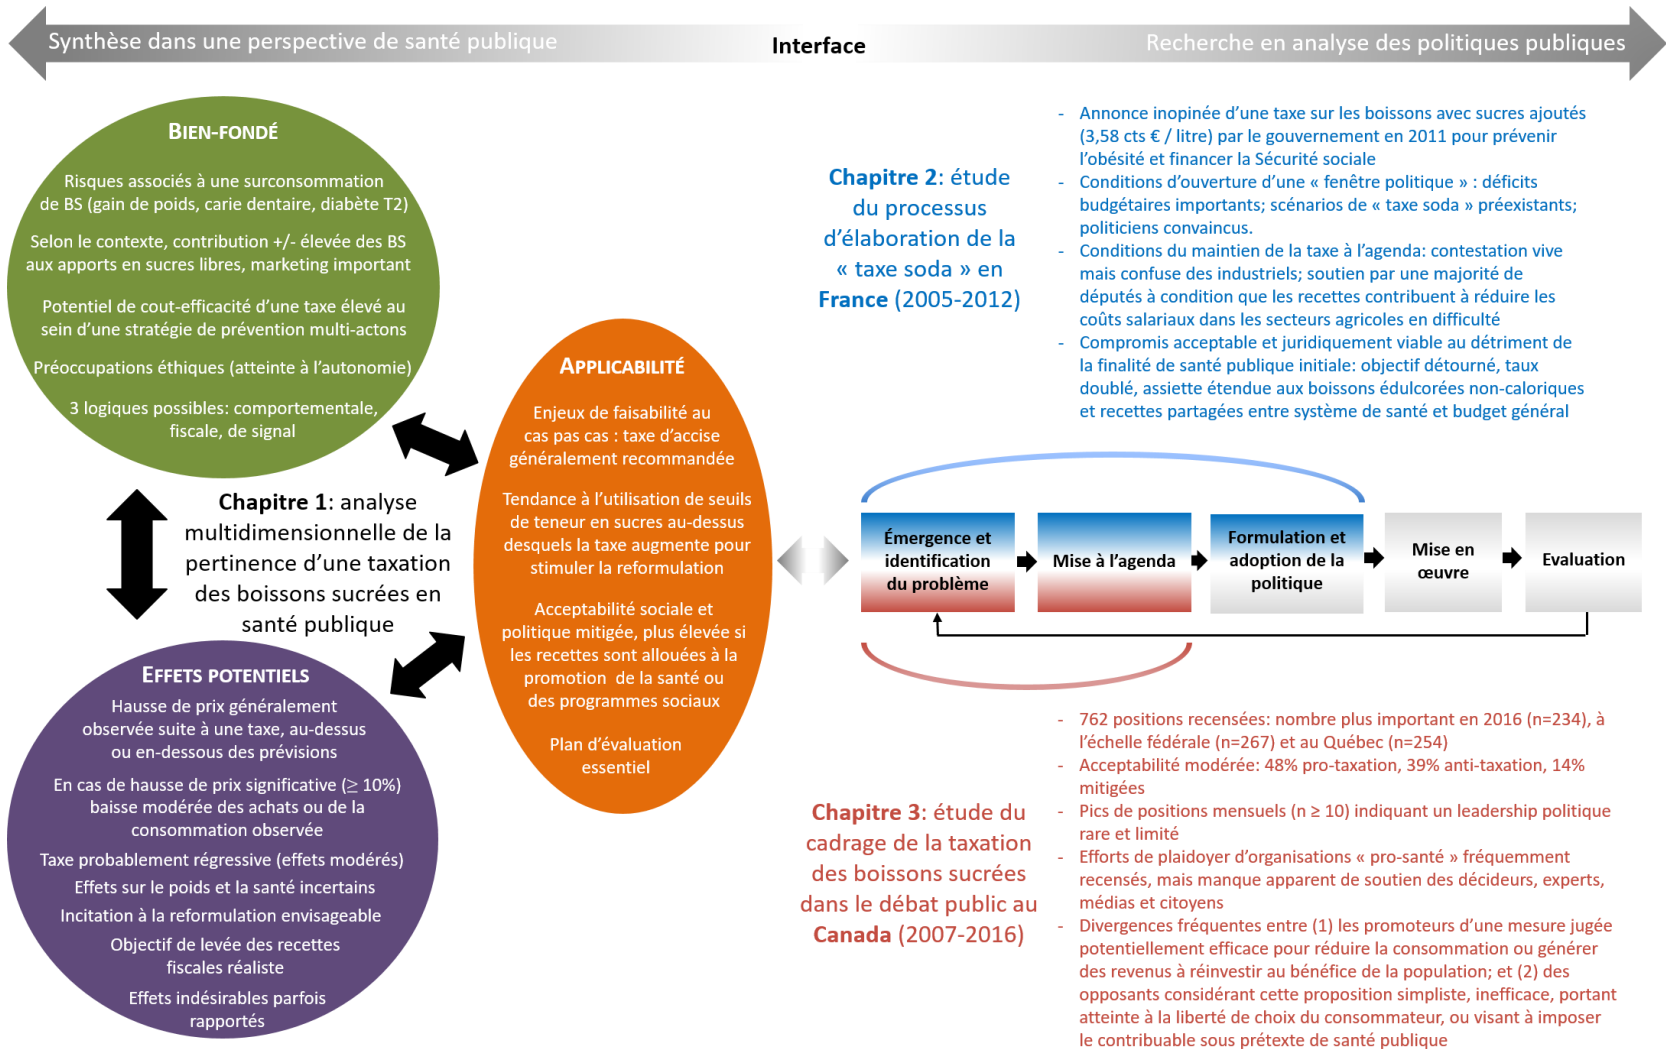 Synthèse dans une perspective de santé publique
Interface
Recherche en analyse des politiques publiques
BIEN-FONDÉ
Risques associés à une surconsommation
de BS (gain de poids, carie dentaire, diabète T2)
Selon le contexte, contribution +/- élevée des BS
aux apports en sucres libres, marketing important
Potentiel de cout-efficacité d’une taxe élevé au
sein d’une stratégie de prévention multi-actons
Préoccupations éthiques (atteinte à l’autonomie)
3 logiques possibles: comportementale,
fiscale, de signal
Chapitre 1: analyse
multidimensionnelle de la
pertinence d’une taxation
des boissons sucrées en
santé publique
EFFETS POTENTIELS
Hausse de prix généralement
observée suite à une taxe, au-dessus
ou en-dessous des prévisions
En cas de hausse de prix significative (≥ 10%)
baisse modérée des achats ou de la
consommation observée
Taxe probablement régressive (effets modérés)
Effets sur le poids et la santé incertains
Incitation à la reformulation envisageable
Objectif de levée des recettes
fiscales réaliste
Effets indésirables parfois
rapportés
APPLICABILITÉ
Enjeux de faisabilité au
cas pas cas : taxe d’accise
généralement recommandée
Tendance à l’utilisation de seuils
de teneur en sucres au-dessus
desquels la taxe augmente pour
stimuler la reformulation
Acceptabilité sociale et
politique mitigée, plus élevée si
les recettes sont allouées à la
promotion de la santé ou
des programmes sociaux
Plan d’évaluation
essentiel
Chapitre 2: étude
du processus
d’élaboration de la
« taxe soda » en
France (2005-2012)
- Annonce inopinée d’une taxe sur les boissons avec sucres ajoutés
(3,58 cts € / litre) par le gouvernement en 2011 pour prévenir
l’obésité et financer la Sécurité sociale
- Conditions d’ouverture d’une « fenêtre politique » : déficits
budgétaires importants; scénarios de « taxe soda » préexistants;
politiciens convaincus.
- Conditions du maintien de la taxe à l’agenda: contestation vive
mais confuse des industriels; soutien par une majorité de
députés à condition que les recettes contribuent à réduire les
coûts salariaux dans les secteurs agricoles en difficulté
- Compromis acceptable et juridiquement viable au détriment de
la finalité de santé publique initiale: objectif détourné, taux
doublé, assiette étendue aux boissons édulcorées non-caloriques
et recettes partagées entre système de santé et budget général
Émergence et
identification
du problème
Mise à l’agenda
Formulation et
adoption de la
politique
Mise en
œuvre
Evaluation
Chapitre 3: étude du
cadrage de la taxation
des boissons sucrées
dans le débat public au
Canada (2007-2016)
- 762 positions recensées: nombre plus important en 2016 (n=234), à
l’échelle fédérale (n=267) et au Québec (n=254)
- Acceptabilité modérée: 48% pro-taxation, 39% anti-taxation, 14%
mitigées
- Pics de positions mensuels (n ≥ 10) indiquant un leadership politique
rare et limité
- Efforts de plaidoyer d’organisations « pro-santé » fréquemment
recensés, mais manque apparent de soutien des décideurs, experts,
médias et citoyens
- Divergences fréquentes entre (1) les promoteurs d’une mesure jugée
potentiellement efficace pour réduire la consommation ou générer
des revenus à réinvestir au bénéfice de la population; et (2) des
opposants considérant cette proposition simpliste, inefficace, portant
atteinte à la liberté de choix du consommateur, ou visant à imposer
le contribuable sous prétexte de santé publique